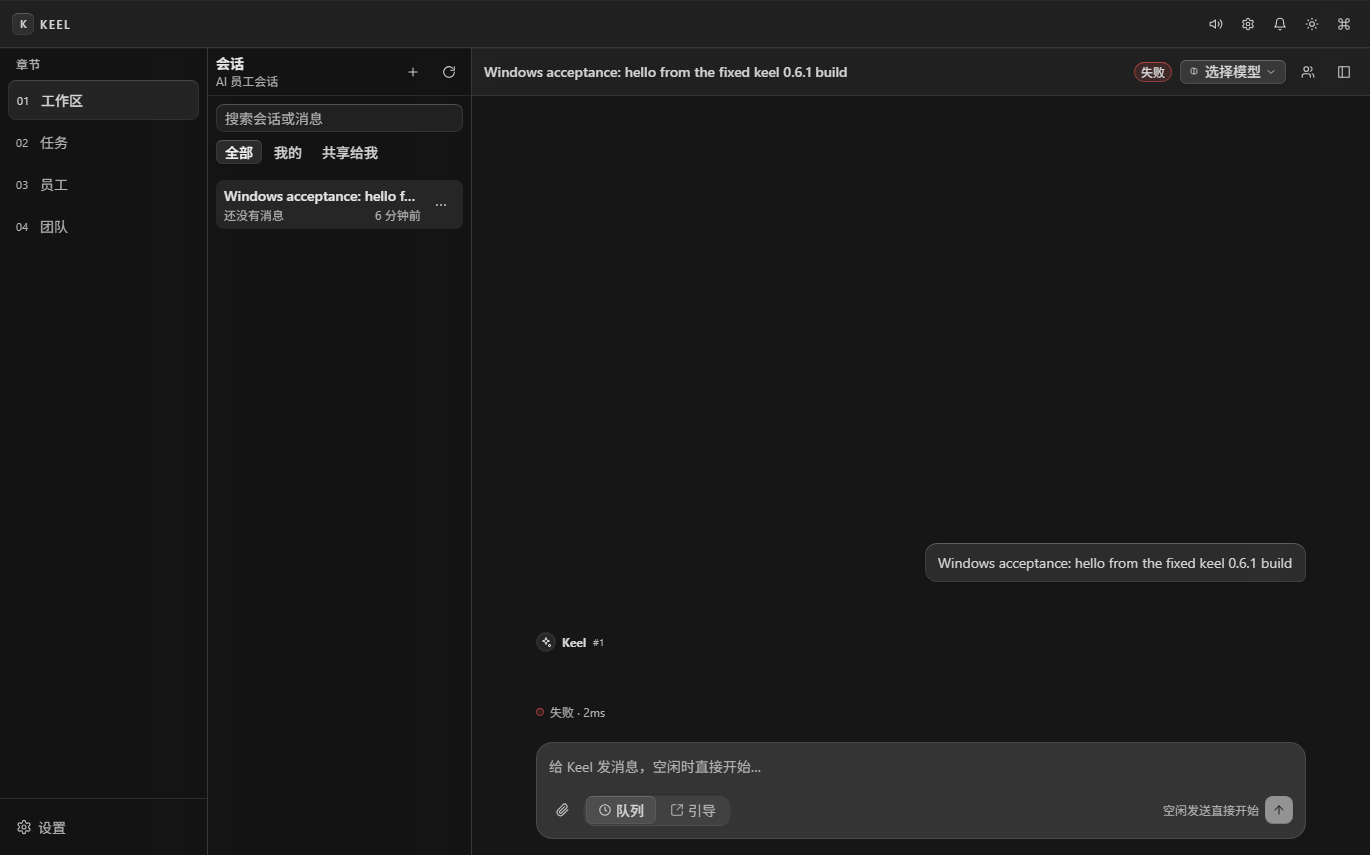 K KEEL
章节
01 工作区
02 任务
03 员工
04 团队
设置
会话
AI 员工会话
搜索会话或消息
全部 我的 共享给我
Windows acceptance: hello f...
还没有消息 6 分钟前
Windows acceptance: hello from the fixed keel 0.6.1 build
失败 选择模型
Windows acceptance: hello from the fixed keel 0.6.1 build
Keel #1
失败 · 2ms
给 Keel 发消息，空闲时直接开始...
队列 引导 空闲发送直接开始